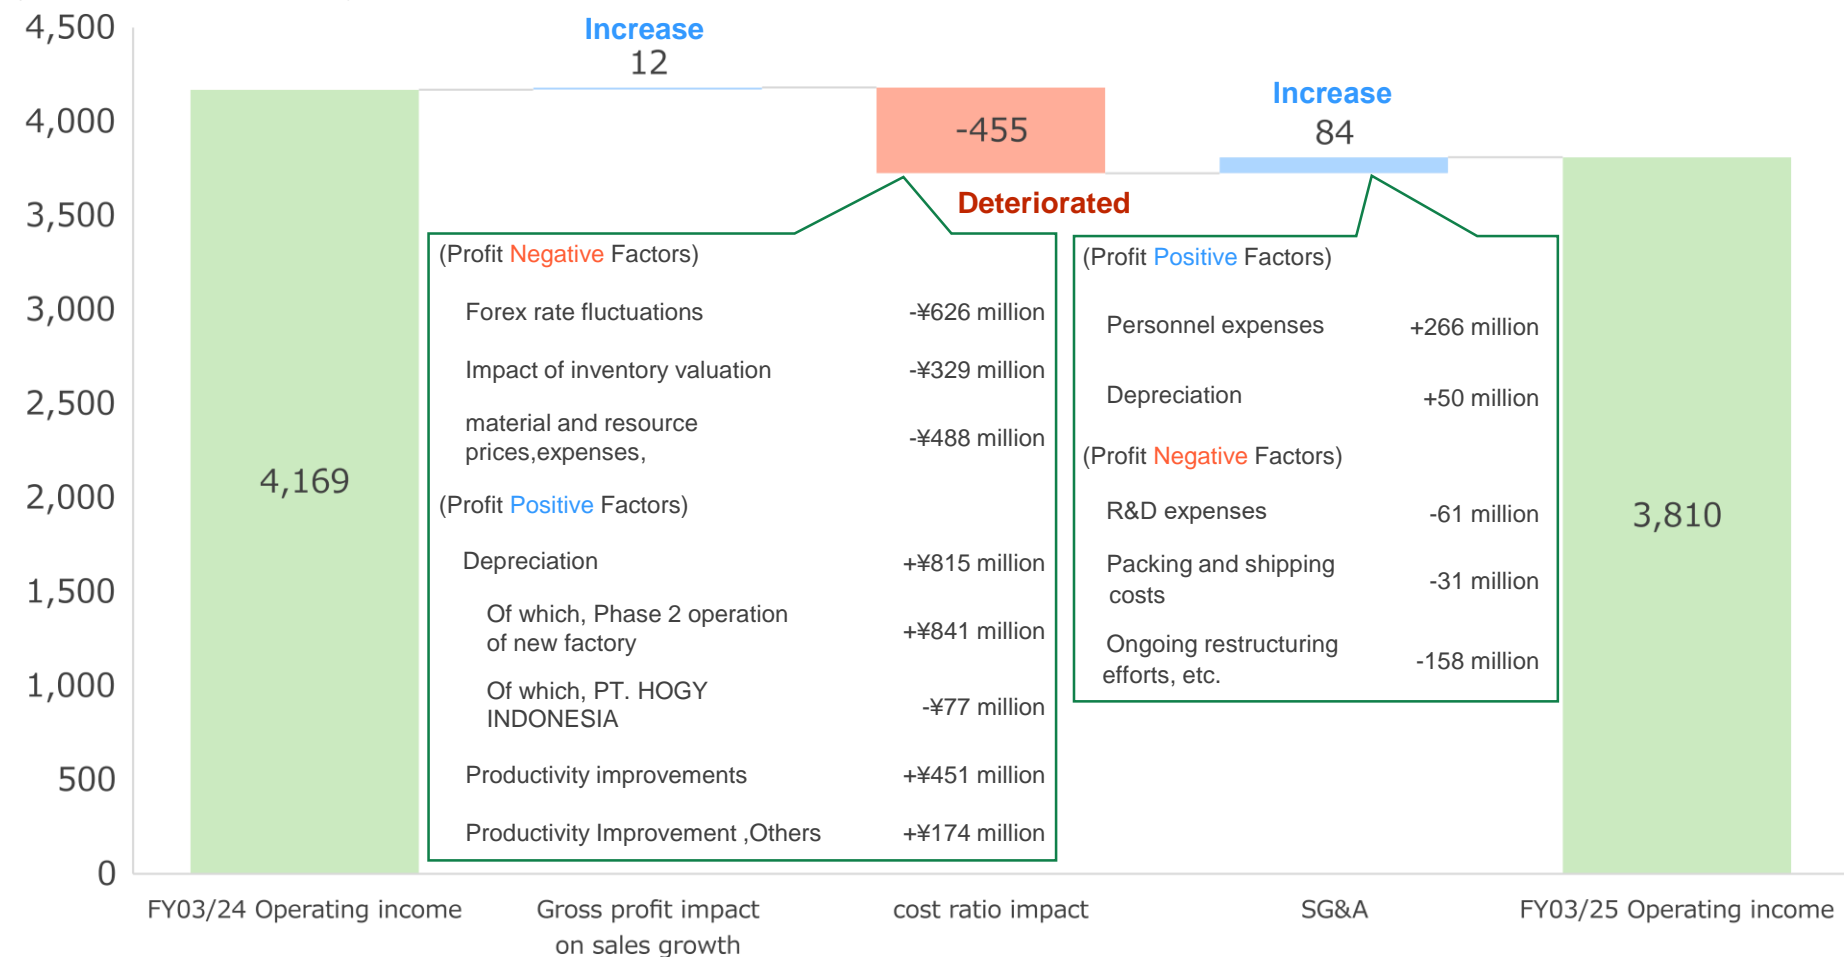 4,500
4,000
3,500
3,000
2,500
2,000
1,500
1,000
500
0
Increase
12
-455
Deteriorated
Increase
84
4,169
3,810
(Profit Negative Factors)
Forex rate fluctuations -¥626 million
Impact of inventory valuation -¥329 million
material and resource
prices,expenses, -¥488 million
(Profit Positive Factors)
Depreciation +¥815 million
Of which, Phase 2 operation
of new factory +¥841 million
Of which, PT. HOGY
INDONESIA -¥77 million
Productivity improvements +¥451 million
Productivity Improvement ,Others +¥174 million
(Profit Positive Factors)
Personnel expenses +266 million
Depreciation +50 million
(Profit Negative Factors)
R&D expenses -61 million
Packing and shipping
costs -31 million
Ongoing restructuring
efforts, etc. -158 million
FY03/24 Operating income
Gross profit impact
on sales growth
cost ratio impact
SG&A
FY03/25 Operating income